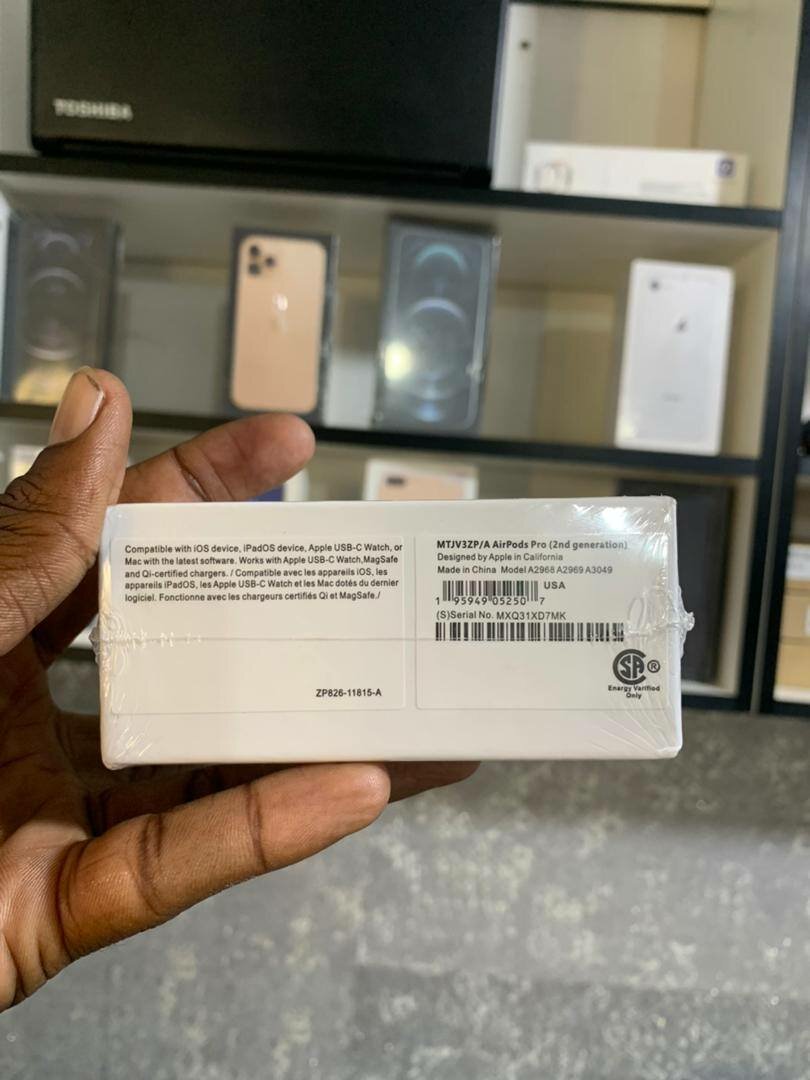 TOSHIBA
Compatible with iOS device, iPadOS device, Apple USB-C Watch, or
Mac with the latest software. Works with Apple USB-C Watch,MagSafe
and Qi-certified chargers. / Compatible avec les appareils iOS, les
appareils iPadOS, les Apple USB-C Watch et les Mac dotés du dernier
logiciel. Fonctionne avec les chargeurs certifiés Qi et MagSafe./
ZP826-11815-A
MTJV3ZP/A AirPods Pro (2nd generation)
Designed by Apple in California
Made in China Model A2968 A2969 A3049
USA
1 95949 05250 7
(S)Serial No. MXQ31XD7MK
SA ®
Energy Varified
Only